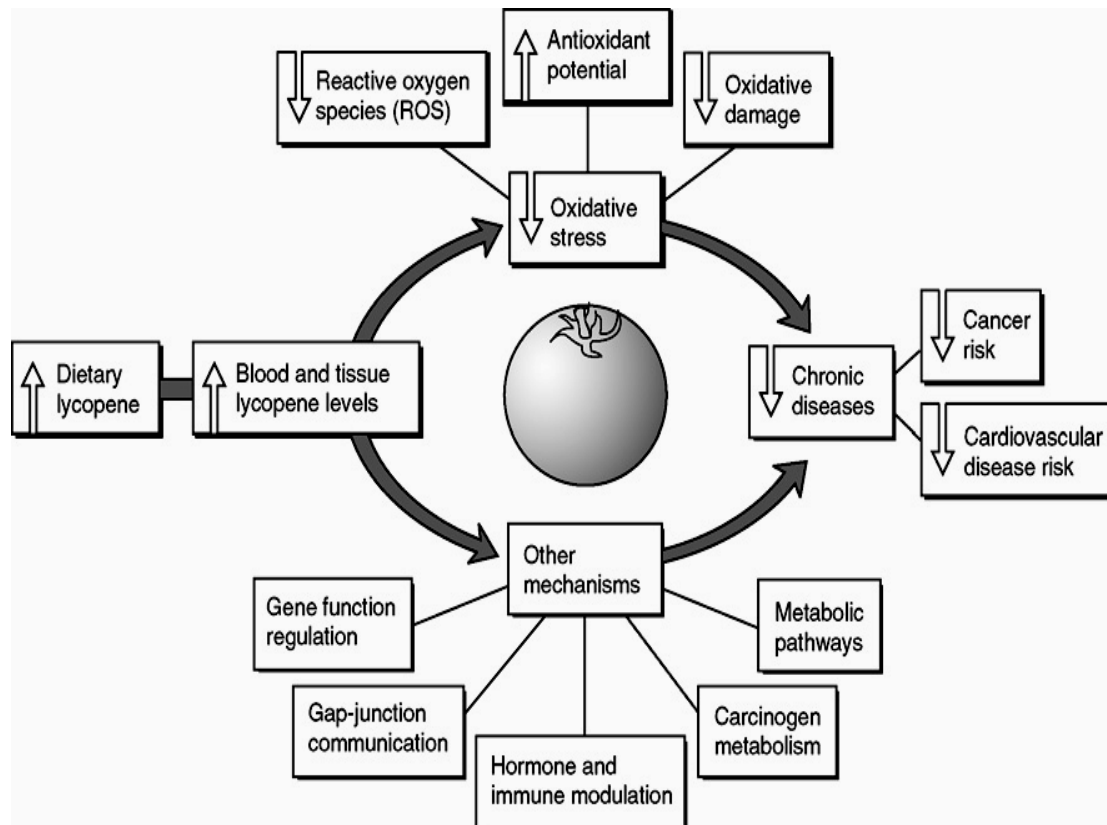 Antioxidant
potential
Reactive oxygen
species (ROS)
Oxidative
damage
Oxidative
stress
Dietary
lycopene
Blood and tissue
lycopene levels
Chronic
diseases
Cancer
risk
Cardiovascular
disease risk
Other
mechanisms
Gene function
regulation
Metabolic
pathways
Gap-junction
communication
Carcinogen
metabolism
Hormone and
immune modulation